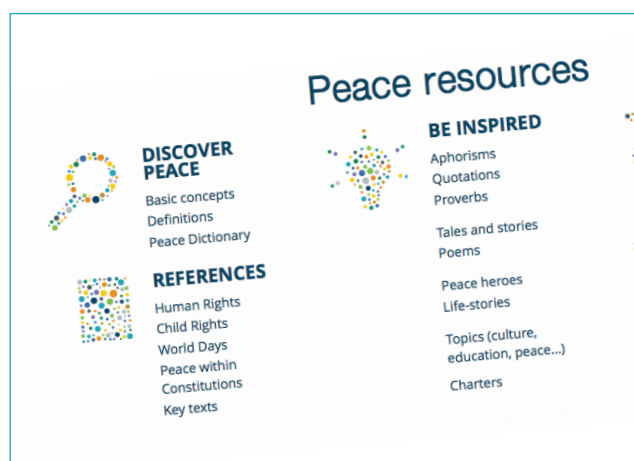 Peace resources
DISCOVER
PEACE
Basic concepts
Definitions
Peace Dictionary
REFERENCES
Human Rights
Child Rights
World Days
Peace within
Constitutions
Key texts
BE INSPIRED
Aphorisms
Quotations
Proverbs
Tales and stories
Poems
Peace heroes
Life-stories
Topics (culture,
education, peace...)
Charters